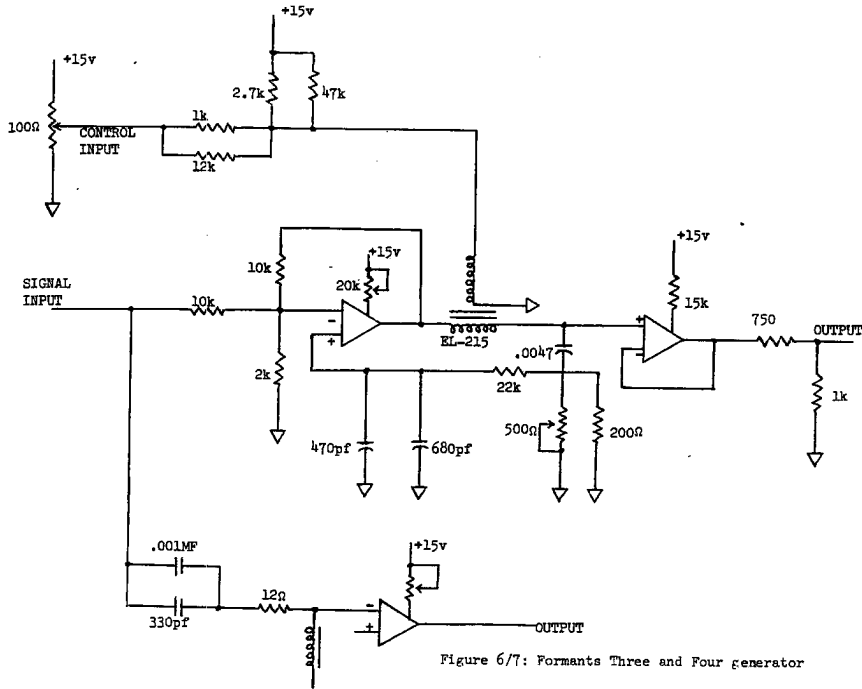 +15v
+15v
2.7k
47k
1k
100Ω
CONTROL
INPUT
12k
+15v
10k
+15v
20k
SIGNAL
INPUT
10k
15k
-
+
+
-
750
OUTPUT
EL-215
.0047
2k
22k
1k
500Ω
200Ω
470pf
680pf
.001MF
+15v
12Ω
330pf
-
+
OUTPUT
Figure 6/7: Formants Three and Four generator